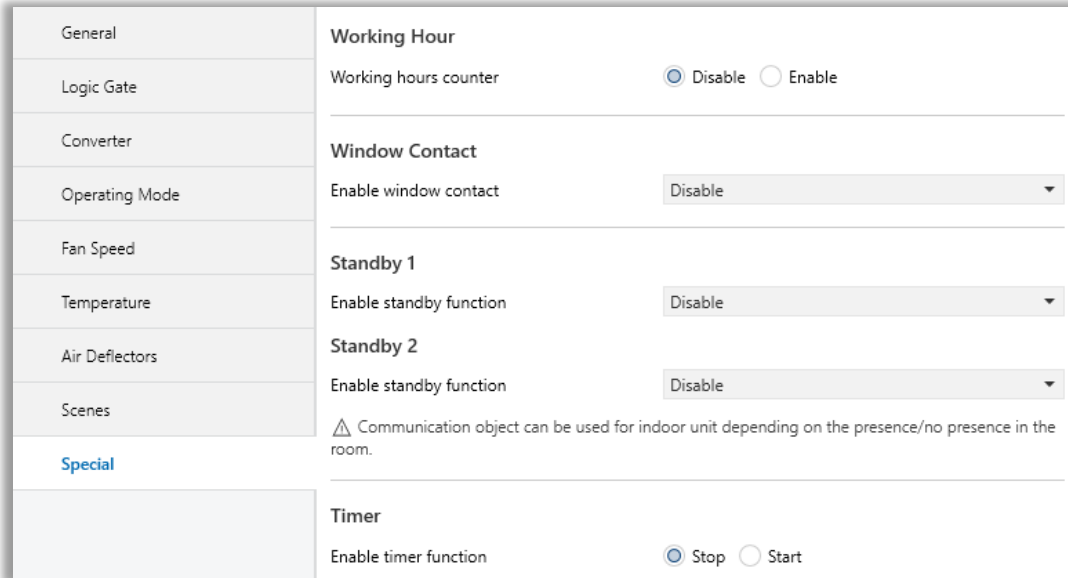 General
Logic Gate
Converter
Operating Mode
Fan Speed
Temperature
Air Deflectors
Scenes
Special
Working Hour
Working hours counter Disable Enable
Window Contact
Enable window contact Disable
Standby 1
Enable standby function Disable
Standby 2
Enable standby function Disable
⚠ Communication object can be used for indoor unit depending on the presence/no presence in the
room.
Timer
Enable timer function Stop Start